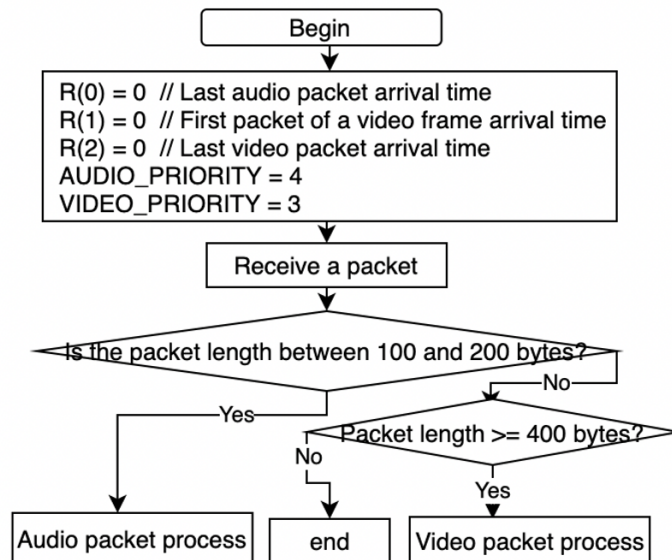 Begin
R(0) = 0 // Last audio packet arrival time
R(1) = 0 // First packet of a video frame arrival time
R(2) = 0 // Last video packet arrival time
AUDIO_PRIORITY = 4
VIDEO_PRIORITY = 3
Receive a packet
Is the packet length between 100 and 200 bytes?
No
Yes
Packet length >= 400 bytes?
No
Yes
Audio packet process
end
Video packet process